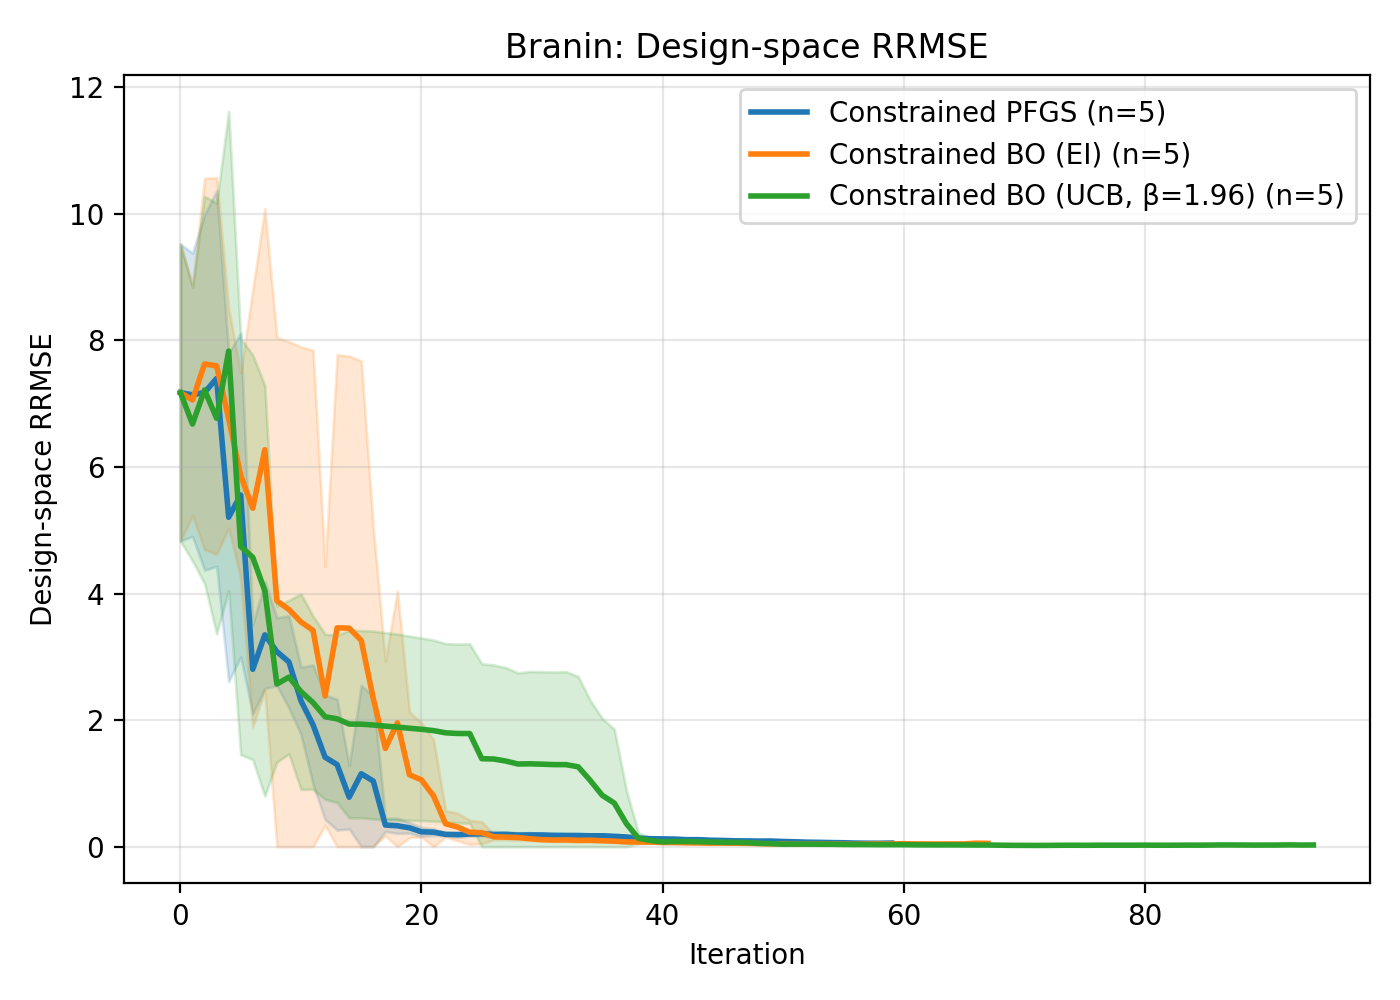 Branin: Design-space RRMSE
Constrained PFGS (n=5)
Constrained BO (EI) (n=5)
Constrained BO (UCB, β=1.96) (n=5)
Design-space RRMSE
12
10
8
6
4
2
0
0 20 40 60 80
Iteration